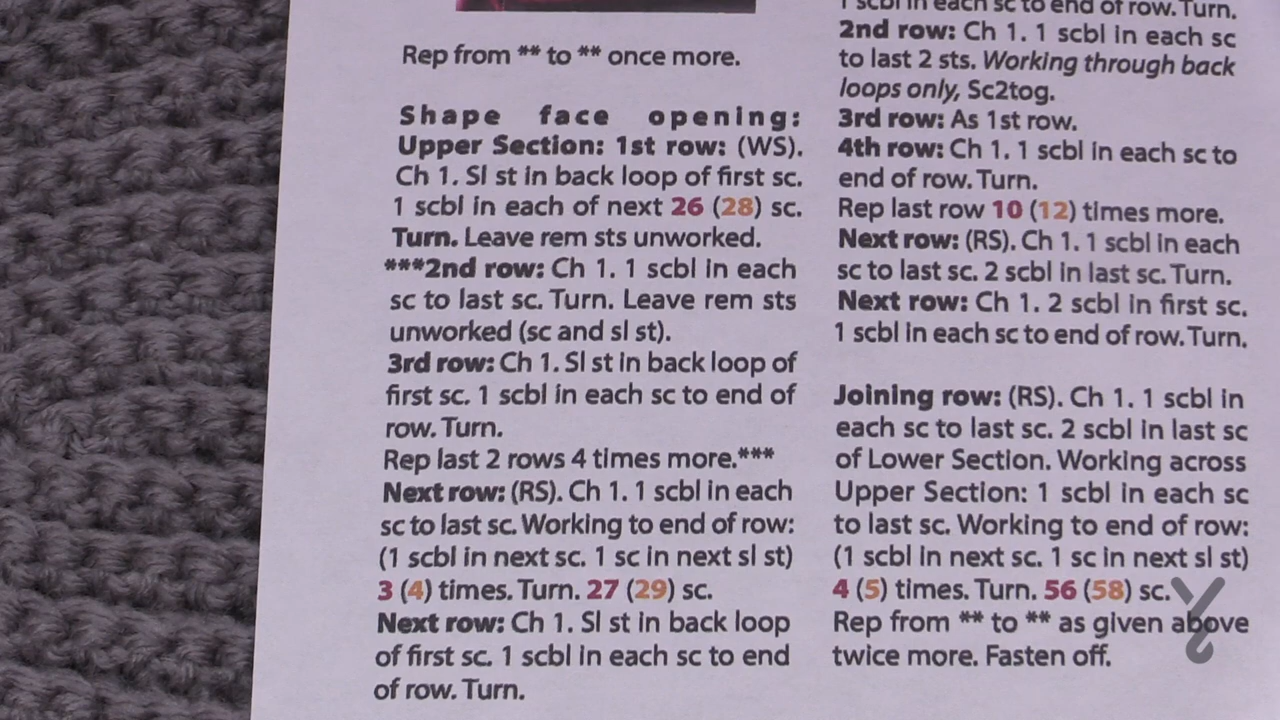 Rep from ** to ** once more.
Shape face opening:
Upper Section: 1st row: (WS).
Ch 1. Sl st in back loop of first sc.
1 scbl in each of next 26 (28) sc.
Turn. Leave rem sts unworked.
***2nd row: Ch 1. 1 scbl in each
sc to last sc. Turn. Leave rem sts
unworked (sc and sl st).
3rd row: Ch 1. Sl st in back loop of
first sc. 1 scbl in each sc to end of
row. Turn.
Rep last 2 rows 4 times more.***
Next row: (RS). Ch 1. 1 scbl in each
sc to last sc. Working to end of row:
(1 scbl in next sc. 1 sc in next sl st)
3 (4) times. Turn. 27 (29) sc.
Next row: Ch 1. Sl st in back loop
of first sc. 1 scbl in each sc to end
of row. Turn.
1 scbl in each sc to end of row. Turn.
2nd row: Ch 1. 1 scbl in each sc
to last 2 sts. Working through back
loops only, Sc2tog.
3rd row: As 1st row.
4th row: Ch 1. 1 scbl in each sc to
end of row. Turn.
Rep last row 10 (12) times more.
Next row: (RS). Ch 1. 1 scbl in each
sc to last sc. 2 scbl in last sc. Turn.
Next row: Ch 1. 2 scbl in first sc.
1 scbl in each sc to end of row. Turn.
Joining row: (RS). Ch 1. 1 scbl in
each sc to last sc. 2 scbl in last sc
of Lower Section. Working across
Upper Section: 1 scbl in each sc
to last sc. Working to end of row:
(1 scbl in next sc. 1 sc in next sl st)
4 (5) times. Turn. 56 (58) sc.
Rep from ** to ** as given above
twice more. Fasten off.